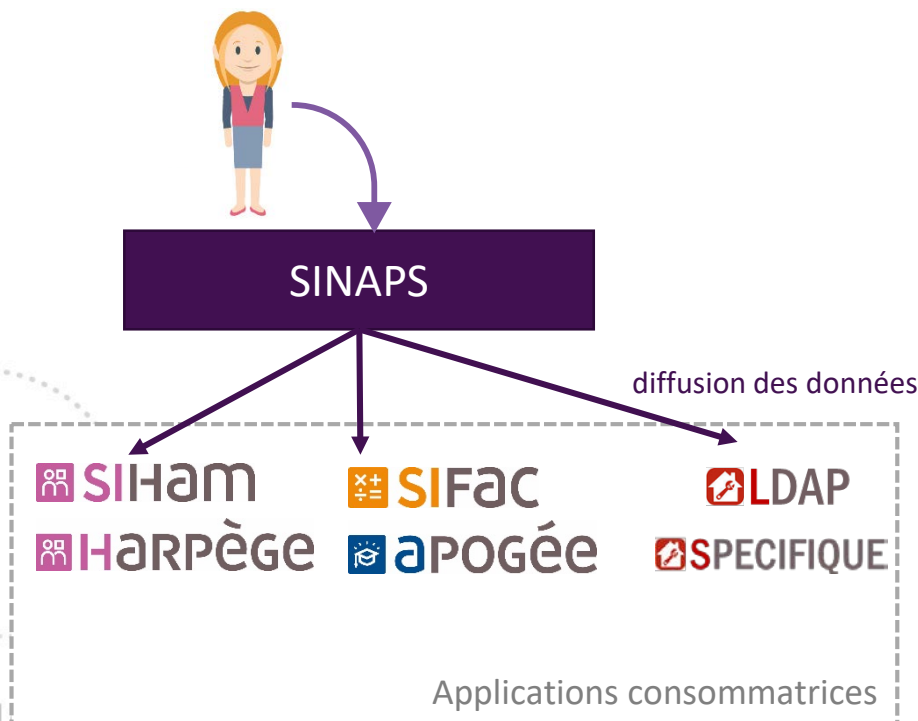 SINAPS
diffusion des données
SIHam SIFac LDAP
HaRPège aPOGée SPECIFIQUE
Applications consommatrices